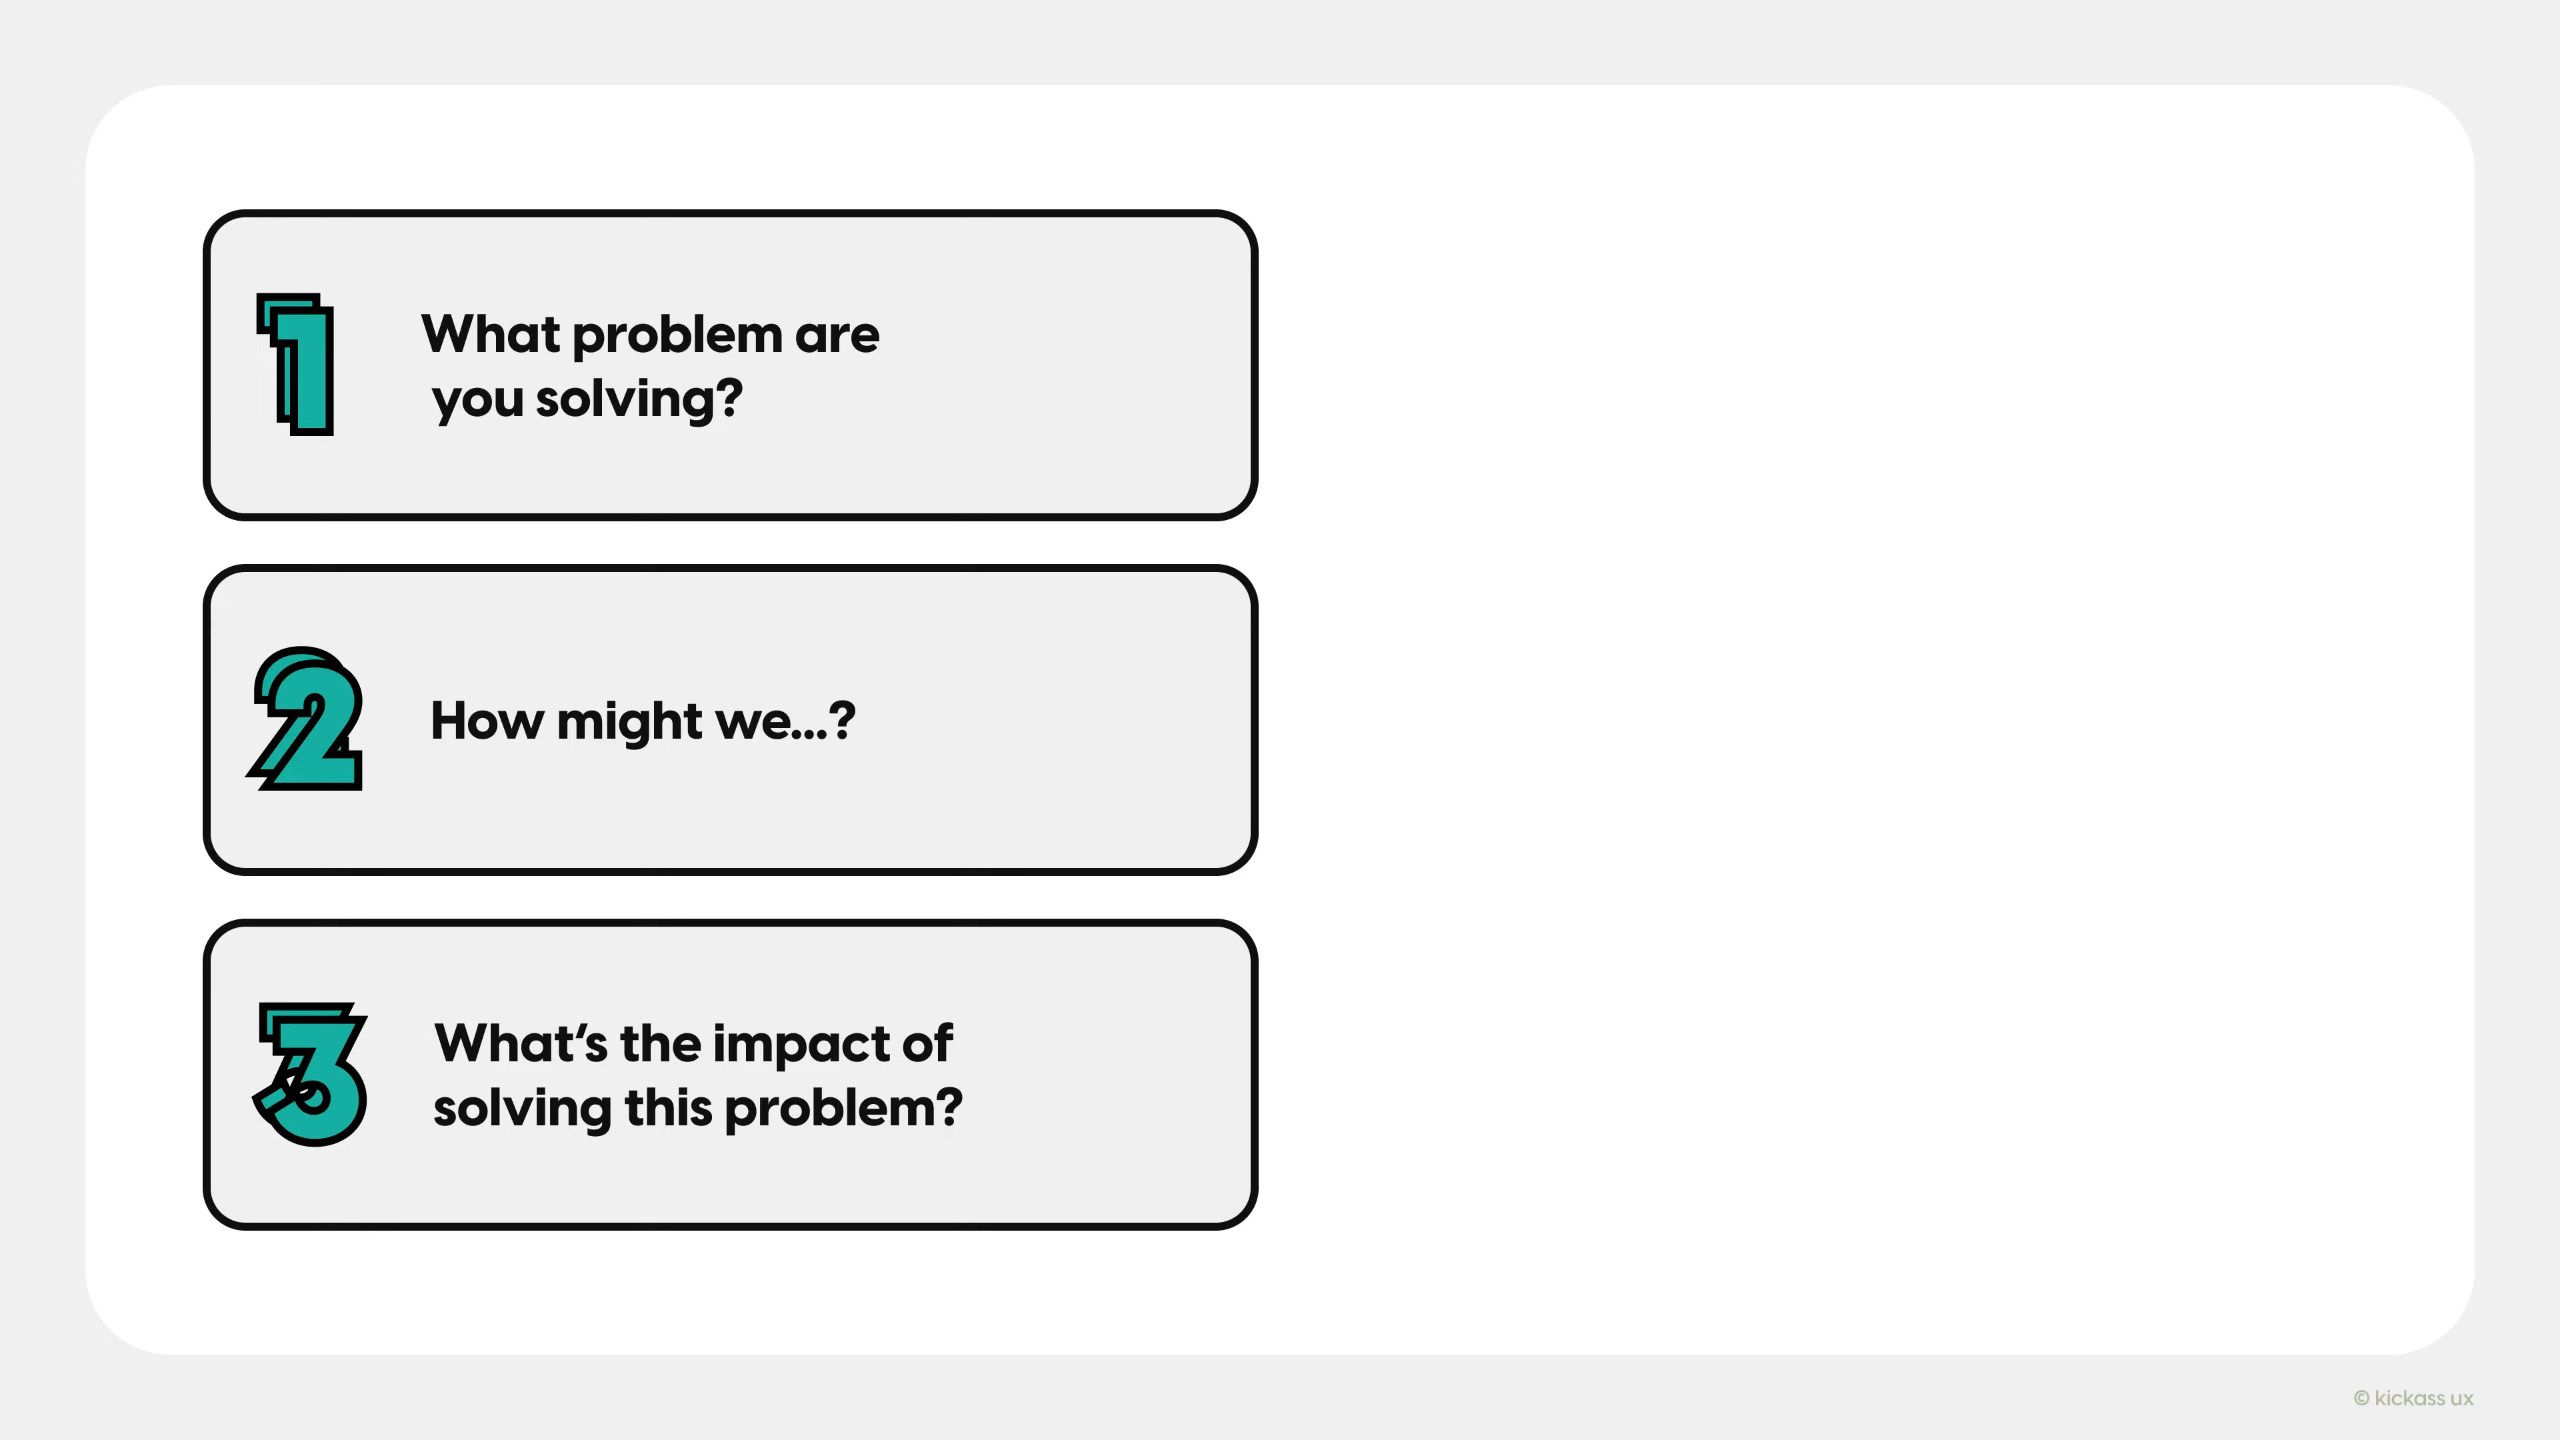 1
What problem are
you solving?
2
How might we...?
3
What's the impact of
solving this problem?
© kickass ux